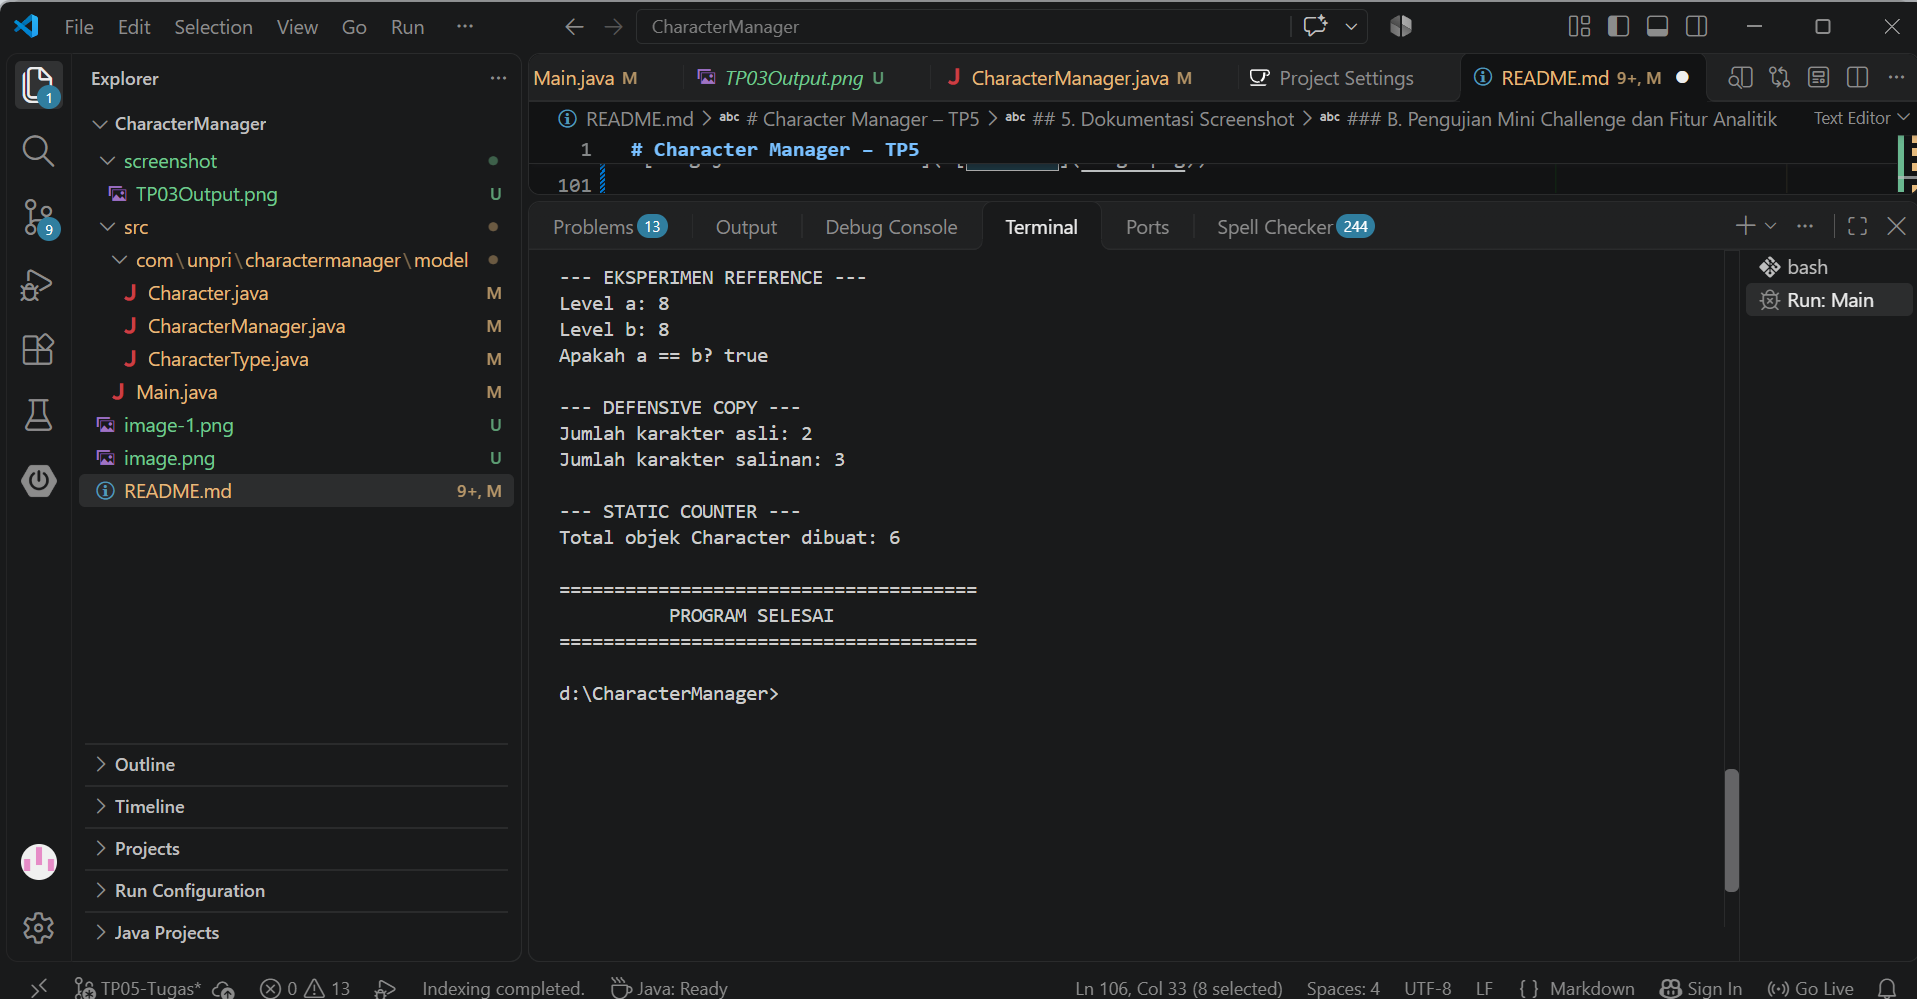 File Edit Selection View Go Run ···
CharacterManager
Explorer
CharacterManager
screenshot
TP03Output.png U
src
com\unpri\charactermanager\model
Character.java M
CharacterManager.java M
CharacterType.java M
Main.java M
image-1.png U
image.png U
README.md 9+, M
1
9
Outline
Timeline
Projects
Run Configuration
Java Projects
Main.java M
TP03Output.png U
CharacterManager.java M
Project Settings
README.md 9+, M
README.md > abc # Character Manager – TP5 > abc ## 5. Dokumentasi Screenshot > abc ### B. Pengujian Mini Challenge dan Fitur Analitik
Text Editor
1 # Character Manager – TP5
101
Problems 13
Output
Debug Console
Terminal
Ports
Spell Checker 244
--- EKSPERIMEN REFERENCE ---
Level a: 8
Level b: 8
Apakah a == b? true
--- DEFENSIVE COPY ---
Jumlah karakter asli: 2
Jumlah karakter salinan: 3
--- STATIC COUNTER ---
Total objek Character dibuat: 6
======================================
PROGRAM SELESAI
======================================
d:\CharacterManager>
bash
Run: Main
TP05-Tugas*
0
13
Indexing completed.
Java: Ready
Ln 106, Col 33 (8 selected)
Spaces: 4
UTF-8
LF
{ } Markdown
Sign In
Go Live